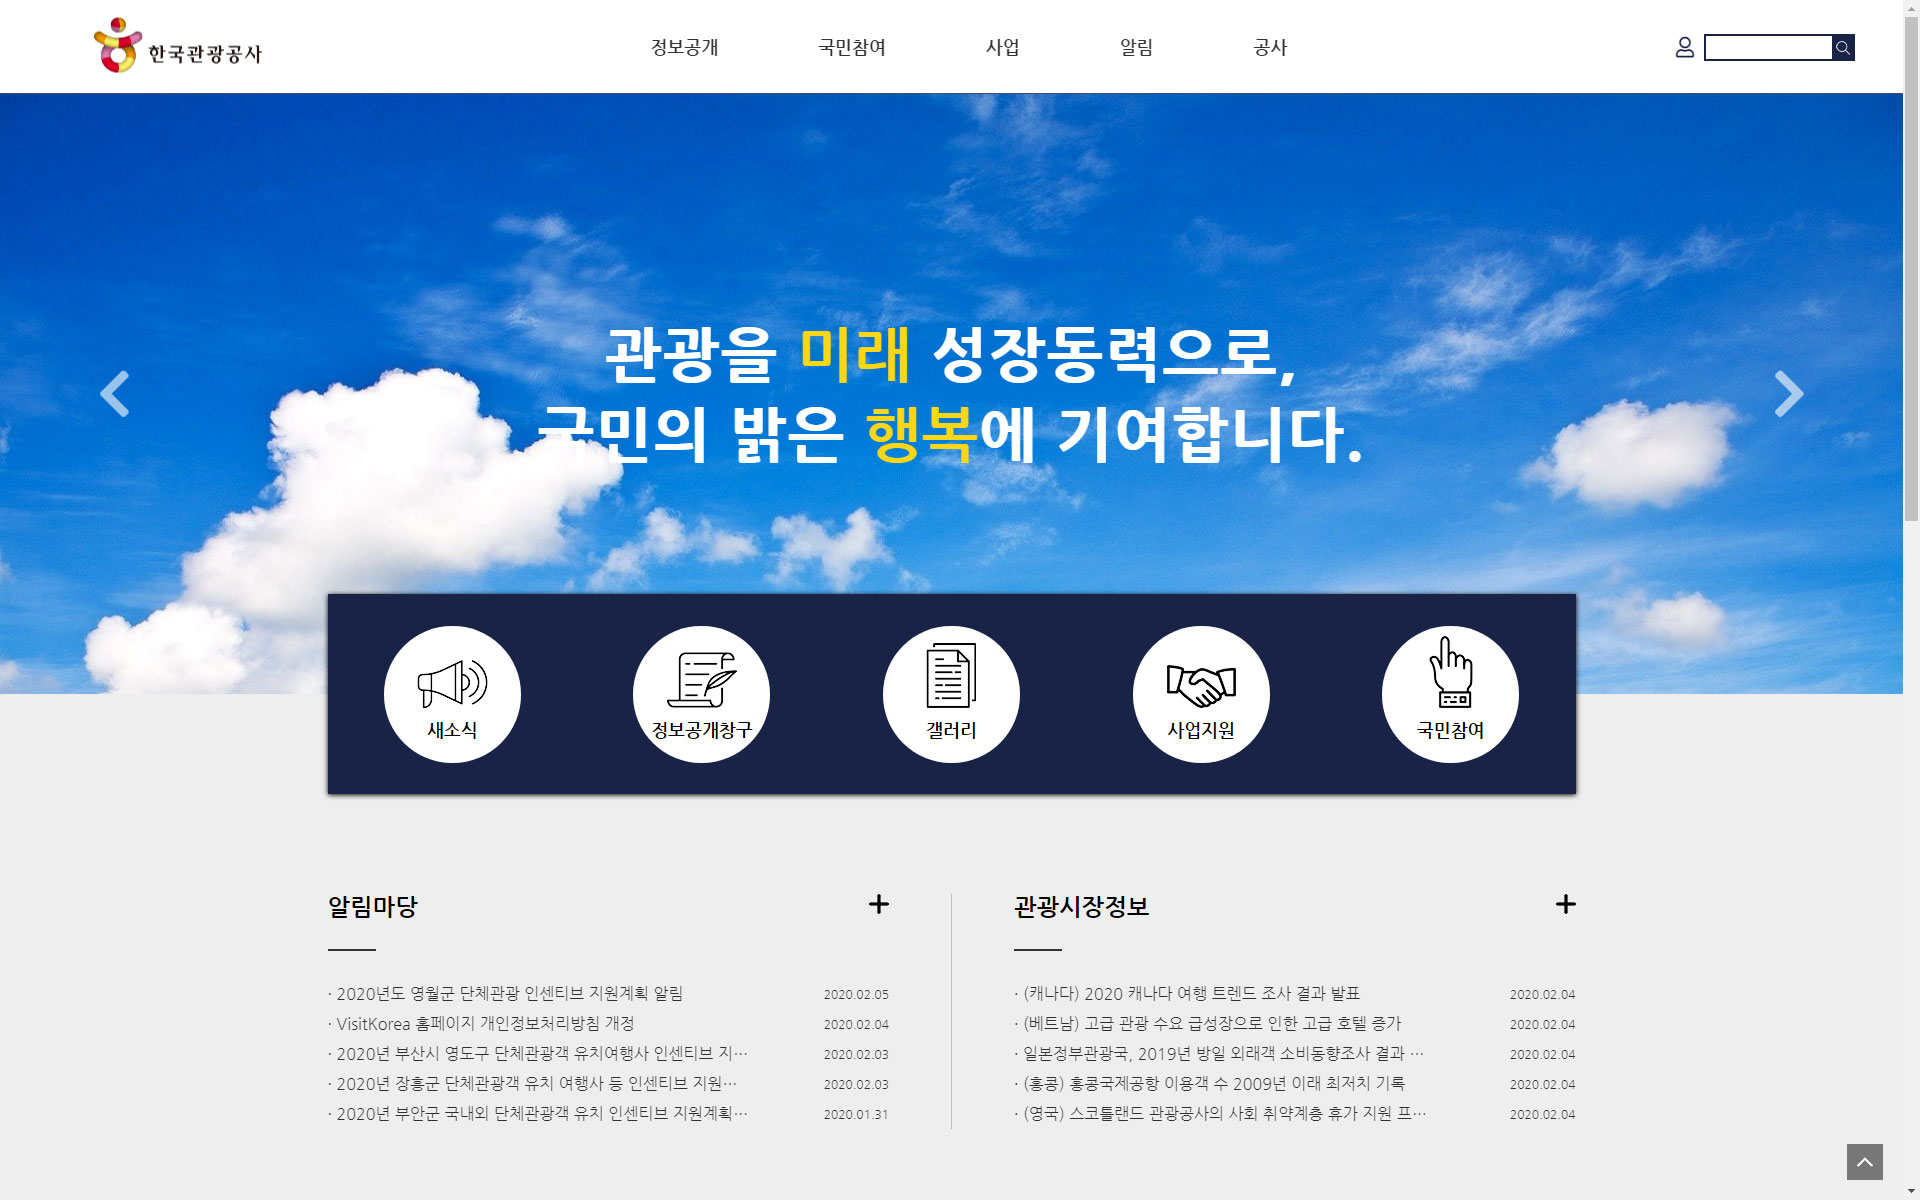 한국관광공사
정보공개
국민참여
사업
알림
공사
관광을 미래 성장동력으로,
국민의 밝은 행복에 기여합니다.
새소식
정보공개창구
갤러리
사업지원
국민참여
알림마당
· 2020년도 영월군 단체관광 인센티브 지원계획 알림 2020.02.05
· VisitKorea 홈페이지 개인정보처리방침 개정 2020.02.04
· 2020년 부산시 영도구 단체관광객 유치여행사 인센티브 지… 2020.02.03
· 2020년 장흥군 단체관광객 유치 여행사 등 인센티브 지원… 2020.02.03
· 2020년 부안군 국내외 단체관광객 유치 인센티브 지원계획… 2020.01.31
관광시장정보
· (캐나다) 2020 캐나다 여행 트렌드 조사 결과 발표 2020.02.04
· (베트남) 고급 관광 수요 급성장으로 인한 고급 호텔 증가 2020.02.04
· 일본정부관광국, 2019년 방일 외래객 소비동향조사 결과 … 2020.02.04
· (홍콩) 홍콩국제공항 이용객 수 2009년 이래 최저치 기록 2020.02.04
· (영국) 스코틀랜드 관광공사의 사회 취약계층 휴가 지원 프… 2020.02.04